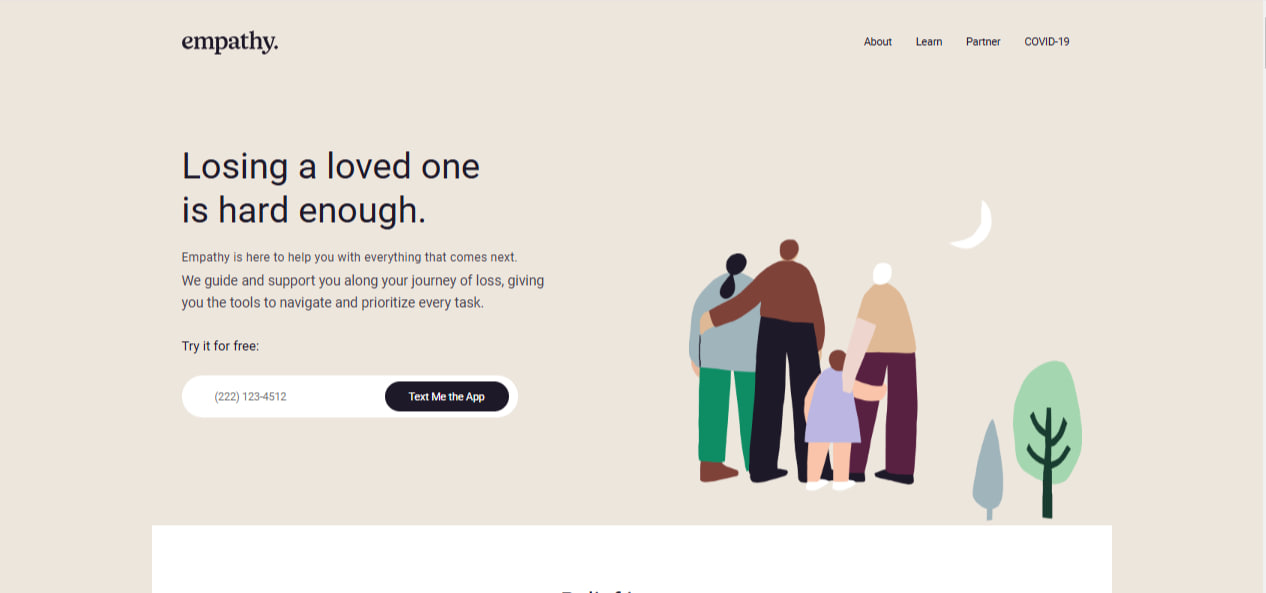 empathy.
About Learn Partner COVID-19
Losing a loved one
is hard enough.
Empathy is here to help you with everything that comes next.
We guide and support you along your journey of loss, giving
you the tools to navigate and prioritize every task.
Try it for free:
(222) 123-4512 Text Me the App